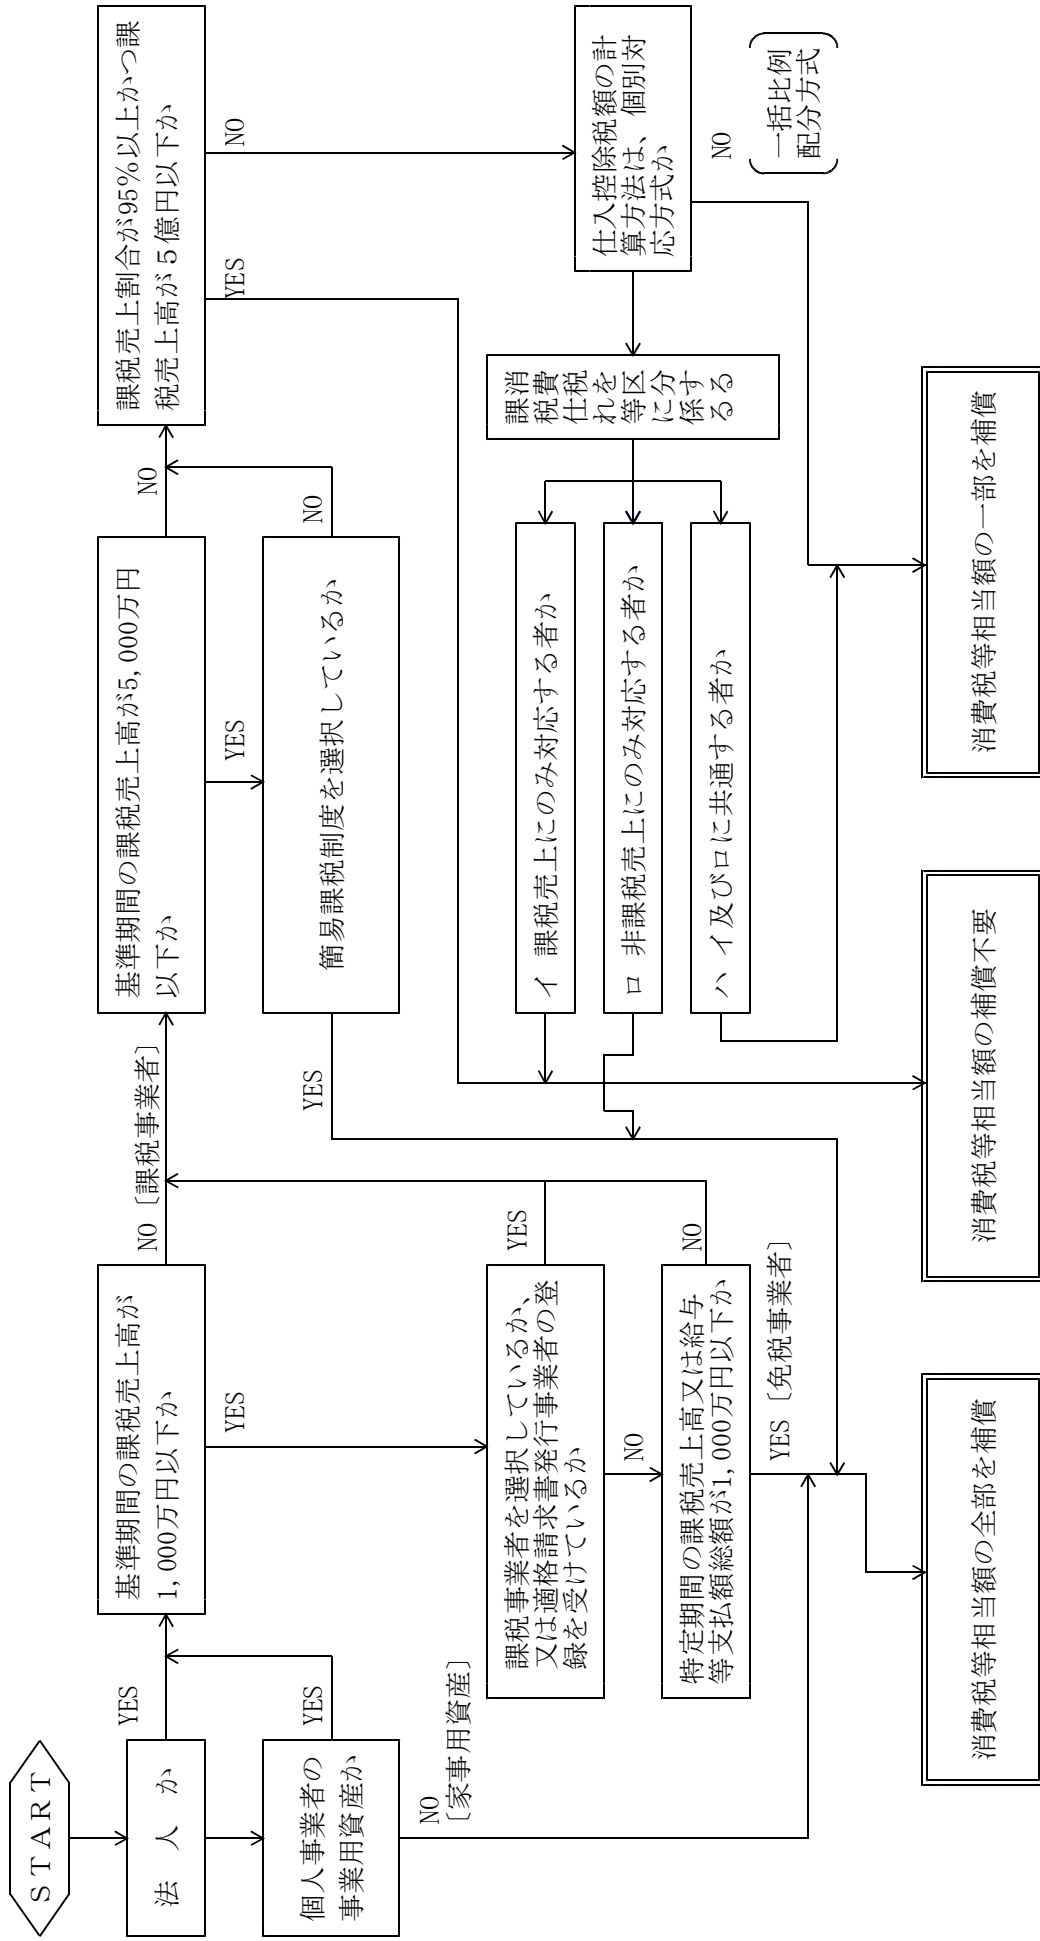 START
法人か
YES
個人事業者の
事業用資産か
YES
NO
〔家事用資産〕
基準期間の課税売上高が
1,000万円以下か
NO〔課税事業者〕
YES
課税事業者を選択しているか、
又は適格請求書発行事業者の登
録を受けているか
YES
NO
特定期間の課税売上高又は給与
等支払額総額が1,000万円以下か
NO
YES〔免税事業者〕
基準期間の課税売上高が5,000万円
以下か
NO
YES
簡易課税制度を選択しているか
NO
YES
課税売上割合が95%以上かつ課
税売上高が５億円以下か
YES
NO
仕入控除税額の計
算方法は、個別対
応方式か
NO
一括比例
配分方式
課消
税費
仕税
れを
等区
に分
係す
るる
イ 課税売上にのみ対応する者か
ロ 非課税売上にのみ対応する者か
ハ イ及びロに共通する者か
消費税等相当額の全部を補償
消費税等相当額の補償不要
消費税等相当額の一部を補償